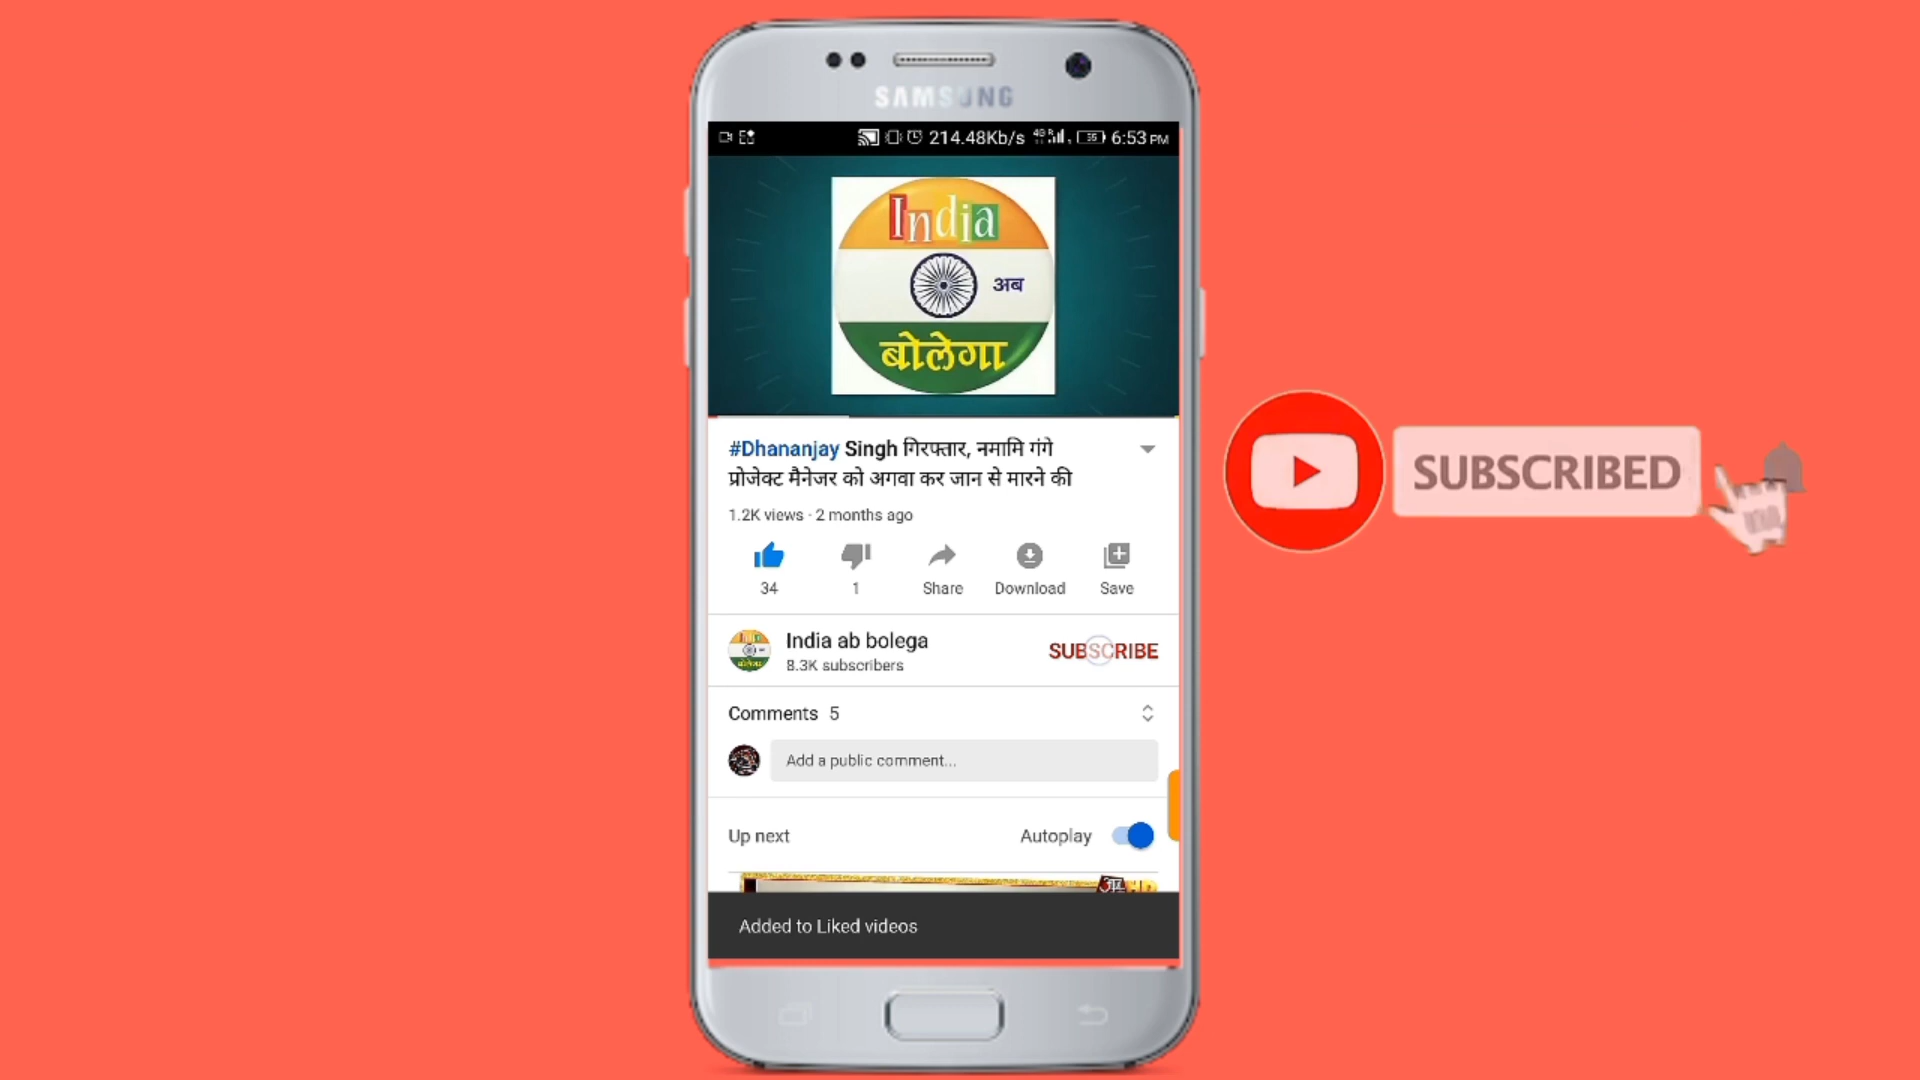 SAMSUNG
214.48Kb/s 4G R 35 6:53 PM
India
अब
बोलेगा
#Dhananjay Singh गिरफ्तार, नमामि गंगे
प्रोजेक्ट मैनेजर को अगवा कर जान से मारने की
1.2K views · 2 months ago
34 1 Share Download Save
India ab bolega
8.3K subscribers
SUBSCRIBE
Comments 5
Add a public comment...
Up next Autoplay
Added to Liked videos
SUBSCRIBED